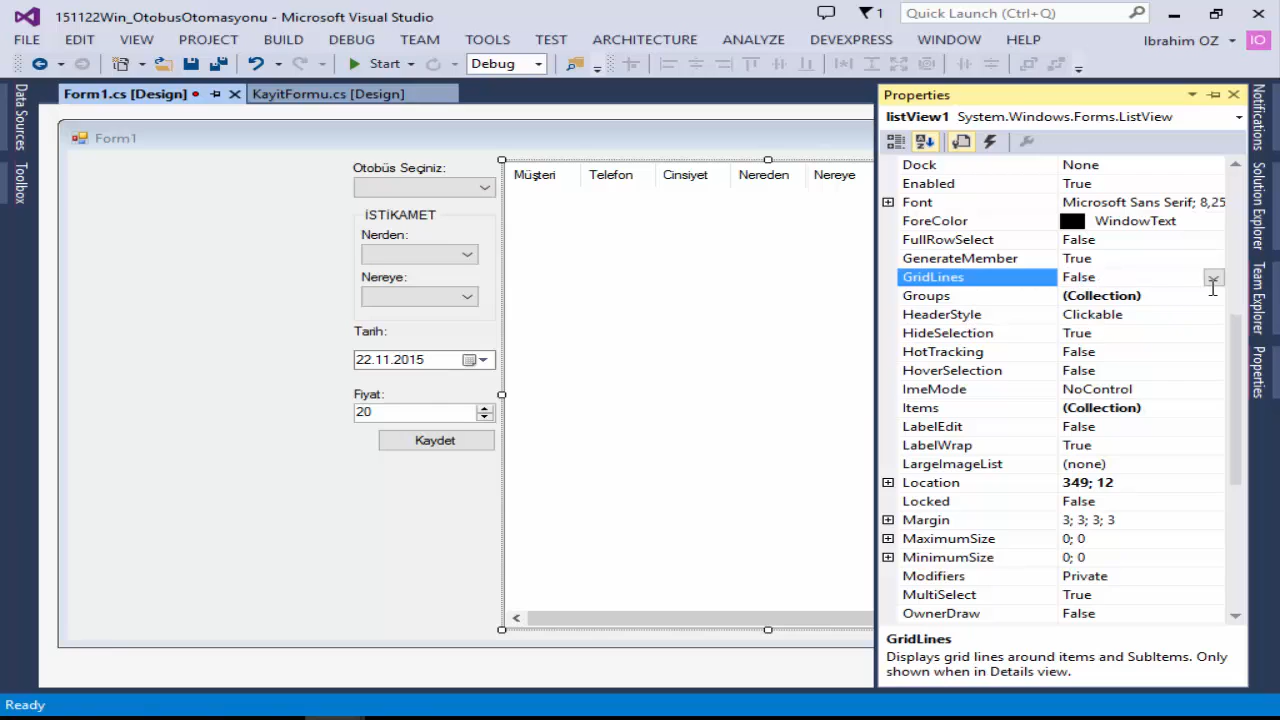 151122Win_OtobusOtomasyonu - Microsoft Visual Studio
1
Quick Launch (Ctrl+Q)
FILE EDIT VIEW PROJECT BUILD DEBUG TEAM TOOLS TEST ARCHITECTURE ANALYZE DEVEXPRESS WINDOW HELP Ibrahim OZ IO
Start Debug
Form1.cs [Design] KayitFormu.cs [Design]
Data Sources
Toolbox
Form1
Otobüs Seçiniz:
İSTİKAMET
Nerden:
Nereye:
Tarih:
22.11.2015
Fiyat:
20
Kaydet
Müşteri Telefon Cinsiyet Nereden Nereye
Properties
listView1 System.Windows.Forms.ListView
Dock None
Enabled True
Font Microsoft Sans Serif; 8,25
ForeColor WindowText
FullRowSelect False
GenerateMember True
GridLines False
Groups (Collection)
HeaderStyle Clickable
HideSelection True
HotTracking False
HoverSelection False
ImeMode NoControl
Items (Collection)
LabelEdit False
LabelWrap True
LargeImageList (none)
Location 349; 12
Locked False
Margin 3; 3; 3; 3
MaximumSize 0; 0
MinimumSize 0; 0
Modifiers Private
MultiSelect True
OwnerDraw False
GridLines
Displays grid lines around items and SubItems. Only
shown when in Details view.
Notifications
Solution Explorer
Team Explorer
Properties
Ready